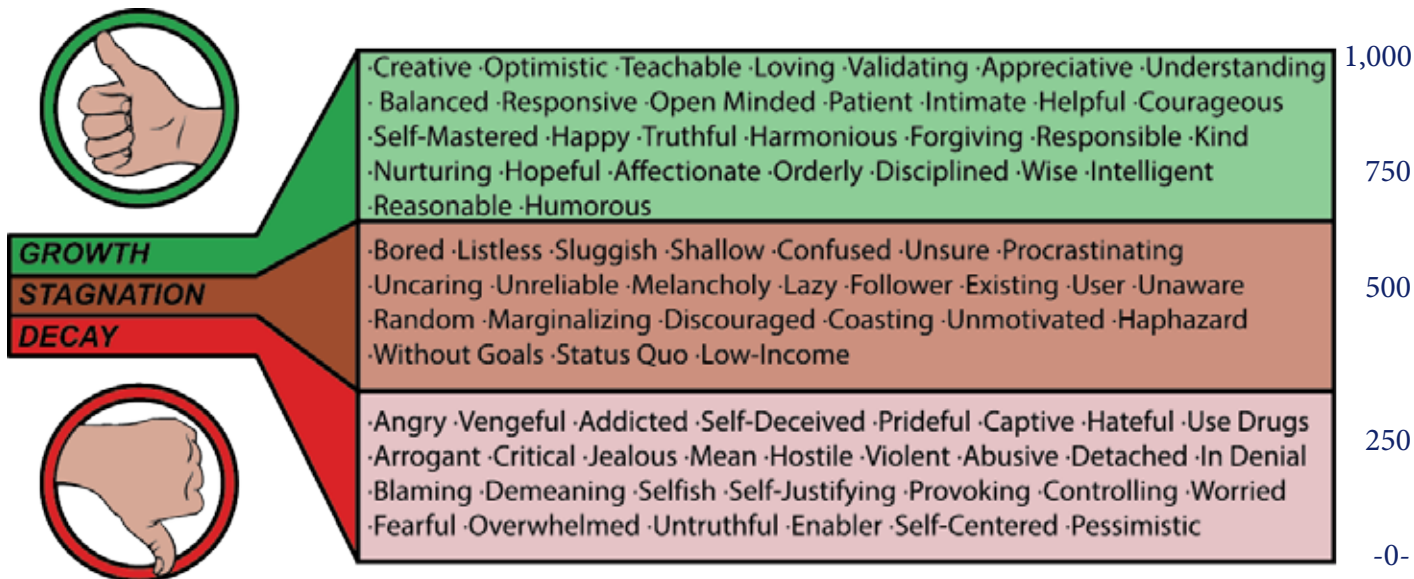 ·Creative ·Optimistic ·Teachable ·Loving ·Validating ·Appreciative ·Understanding
· Balanced ·Responsive ·Open Minded ·Patient ·Intimate ·Helpful ·Courageous
·Self-Mastered ·Happy ·Truthful ·Harmonious ·Forgiving ·Responsible ·Kind
·Nurturing ·Hopeful ·Affectionate ·Orderly ·Disciplined ·Wise ·Intelligent
·Reasonable ·Humorous
GROWTH
STAGNATION
DECAY
·Bored ·Listless ·Sluggish ·Shallow ·Confused ·Unsure ·Procrastinating
·Uncaring ·Unreliable ·Melancholy ·Lazy ·Follower ·Existing ·User ·Unaware
·Random ·Marginalizing ·Discouraged ·Coasting ·Unmotivated ·Haphazard
·Without Goals ·Status Quo ·Low-Income
·Angry ·Vengeful ·Addicted ·Self-Deceived ·Prideful ·Captive ·Hateful ·Use Drugs
·Arrogant ·Critical ·Jealous ·Mean ·Hostile ·Violent ·Abusive ·Detached ·In Denial
·Blaming ·Demeaning ·Selfish ·Self-Justifying ·Provoking ·Controlling ·Worried
·Fearful ·Overwhelmed ·Untruthful ·Enabler ·Self-Centered ·Pessimistic
1,000
750
500
250
-0-